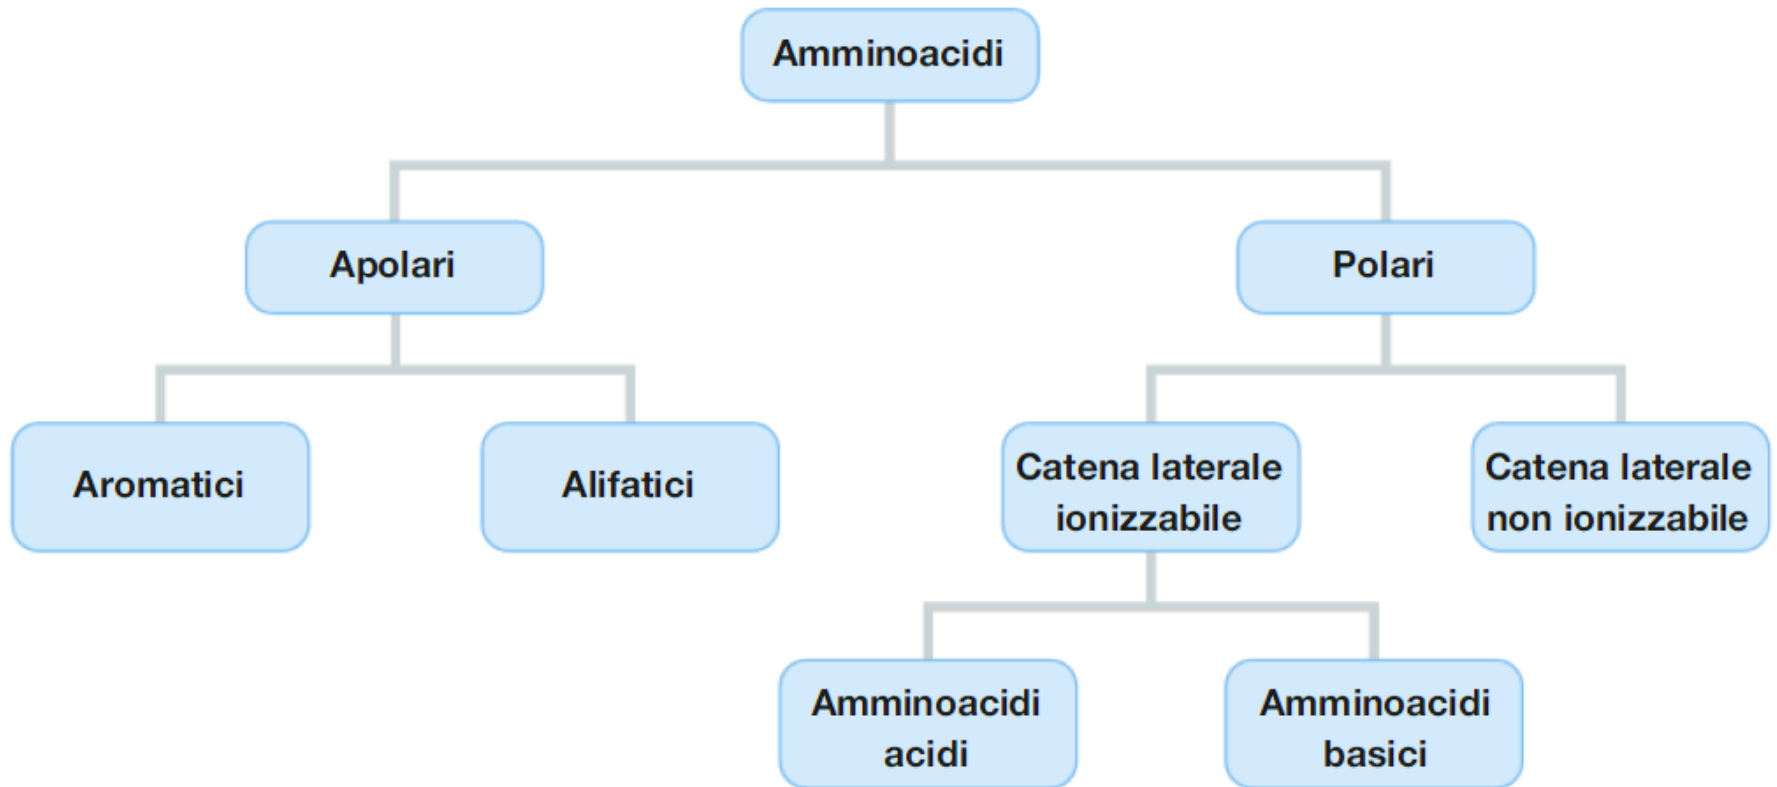 Amminoacidi
Apolari
Polari
Aromatici
Alifatici
Catena laterale
ionizzabile
Catena laterale
non ionizzabile
Amminoacidi
acidi
Amminoacidi
basici